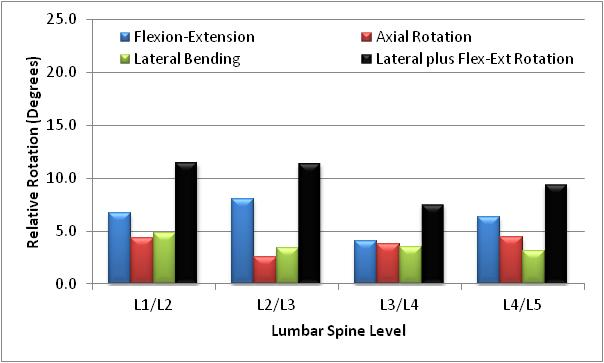 25.0
20.0
15.0
10.0
5.0
0.0
Relative Rotation (Degrees)
Flexion-Extension
Axial Rotation
Lateral Bending
Lateral plus Flex-Ext Rotation
L1/L2 L2/L3 L3/L4 L4/L5
Lumbar Spine Level